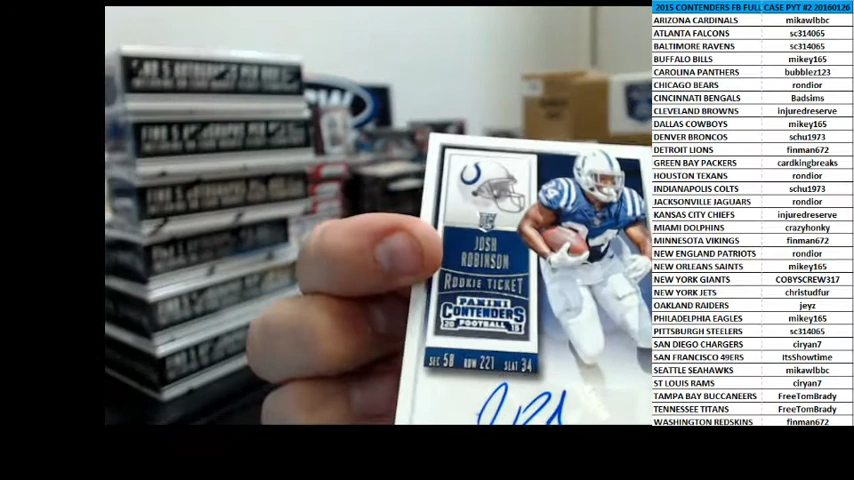 2015 CONTENDERS FB FULL CASE PYT #2 20160126
ARIZONA CARDINALS mikawlbbc
ATLANTA FALCONS sc314065
BALTIMORE RAVENS sc314065
BUFFALO BILLS mikey165
CAROLINA PANTHERS bubblez123
CHICAGO BEARS rondior
CINCINNATI BENGALS Badsims
CLEVELAND BROWNS injuredreserve
DALLAS COWBOYS mikey165
DENVER BRONCOS schu1973
DETROIT LIONS finman672
GREEN BAY PACKERS cardkingbreaks
HOUSTON TEXANS rondior
INDIANAPOLIS COLTS schu1973
JACKSONVILLE JAGUARS rondior
KANSAS CITY CHIEFS injuredreserve
MIAMI DOLPHINS crazyhonky
MINNESOTA VIKINGS finman672
NEW ENGLAND PATRIOTS rondior
NEW ORLEANS SAINTS mikey165
NEW YORK GIANTS COBYSCREW317
NEW YORK JETS christudfur
OAKLAND RAIDERS jeyz
PHILADELPHIA EAGLES mikey165
PITTSBURGH STEELERS sc314065
SAN DIEGO CHARGERS ciryan7
SAN FRANCISCO 49ERS ItsShowtime
SEATTLE SEAHAWKS mikawlbbc
ST LOUIS RAMS ciryan7
TAMPA BAY BUCCANEERS FreeTomBrady
TENNESSEE TITANS FreeTomBrady
WASHINGTON REDSKINS finman672
JOSH
ROBINSON
ROOKIE TICKET
PANINI
CONTENDERS
20 FOOTBALL 15
SEC 58 ROW 221 SEAT 34